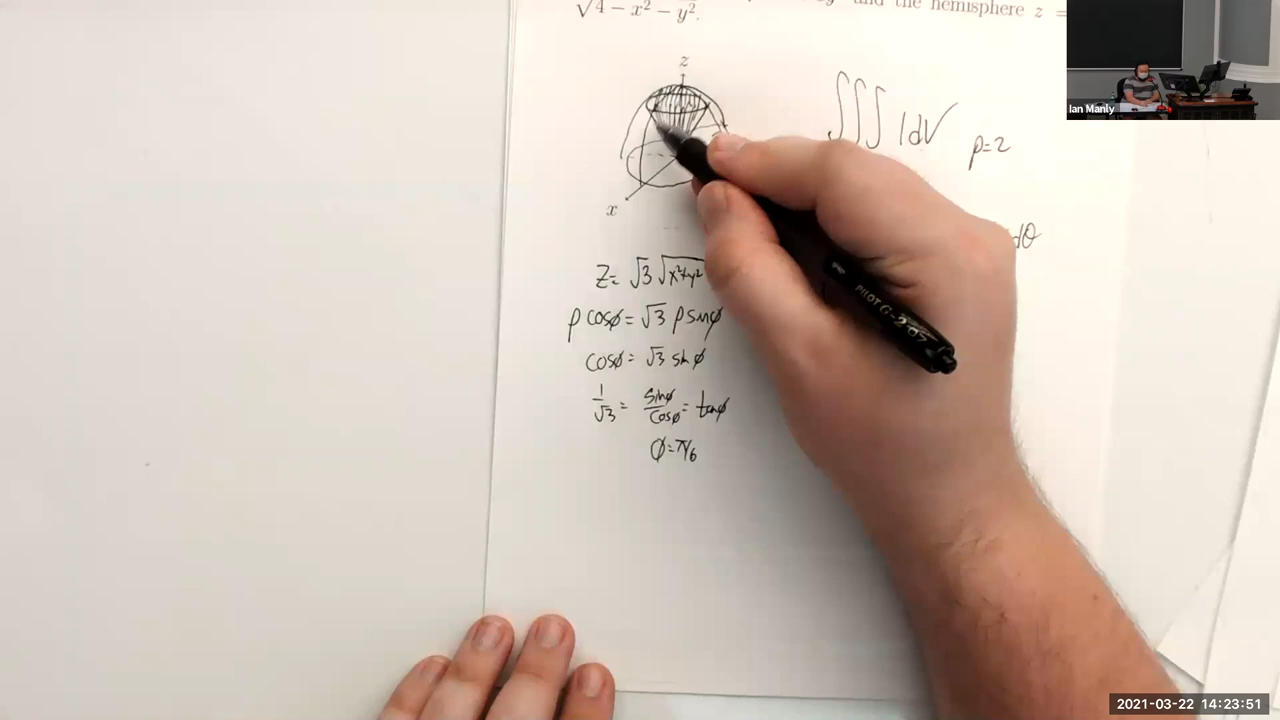 and the hemisphere z =
√4 − x² − y².
z
∭ 1dV
ρ=2
x
dθ
z= √3 √x²+y²
ρ cosφ = √3 ρ sinφ
cosφ = √3 sin φ
1/√3 = sinφ/cosφ = tanφ
φ=π/6
PILOT G-2 07
Ian Manly
2021-03-22 14:23:51